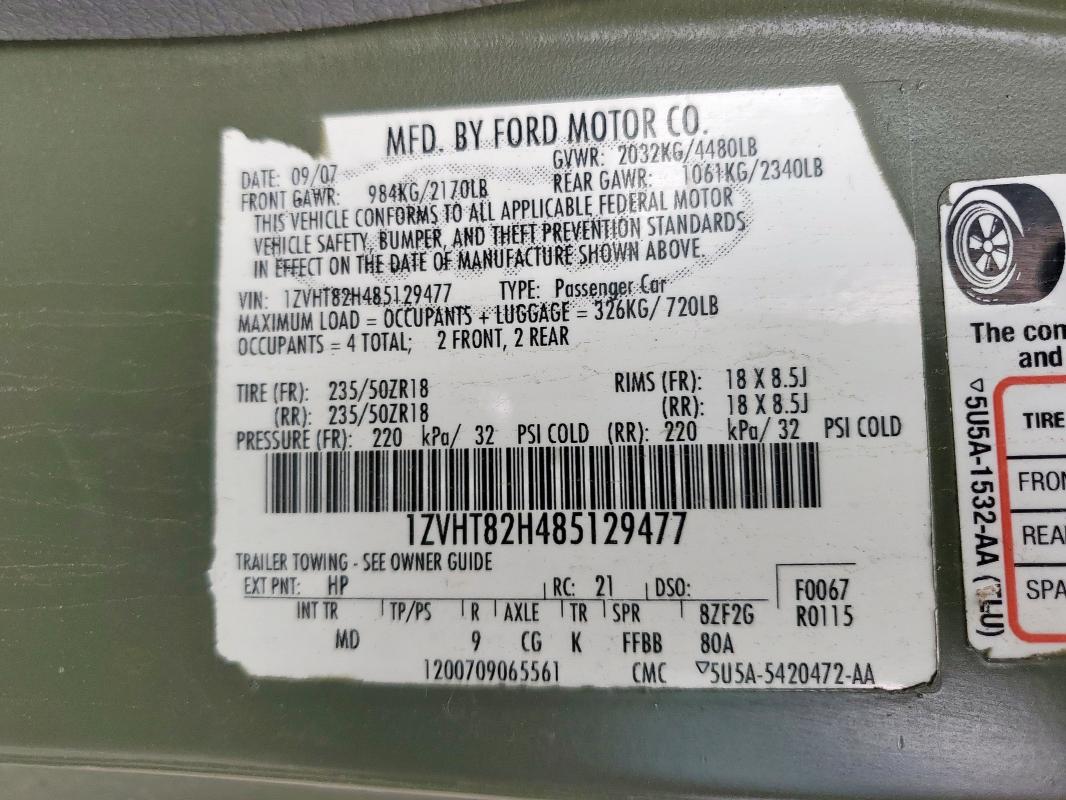 MFD. BY FORD MOTOR CO.
DATE: 09/07 GVWR: 2032KG/4480LB
FRONT GAWR: 984KG/2170LB REAR GAWR: 1061KG/2340LB
THIS VEHICLE CONFORMS TO ALL APPLICABLE FEDERAL MOTOR
VEHICLE SAFETY, BUMPER, AND THEFT PREVENTION STANDARDS
IN EFFECT ON THE DATE OF MANUFACTURE SHOWN ABOVE.
VIN: 1ZVHT82H485129477 TYPE: Passenger Car
MAXIMUM LOAD = OCCUPANTS + LUGGAGE = 326KG/ 720LB
OCCUPANTS = 4 TOTAL; 2 FRONT, 2 REAR
TIRE (FR): 235/50ZR18 RIMS (FR): 18 X 8.5J
(RR): 235/50ZR18 (RR): 18 X 8.5J
PRESSURE (FR): 220 kPa/ 32 PSI COLD (RR): 220 kPa/ 32 PSI COLD
1ZVHT82H485129477
TRAILER TOWING - SEE OWNER GUIDE
EXT PNT: HP RC: 21 DSO: F0067
INT TR TP/PS R AXLE TR SPR 8ZF2G R0115
MD 9 CG K FFBB 80A
1200709065561 CMC ▽5U5A-5420472-AA
The com
and
TIRE
FRON
REA
SPA
▽5U5A-1532-AA (TLU)